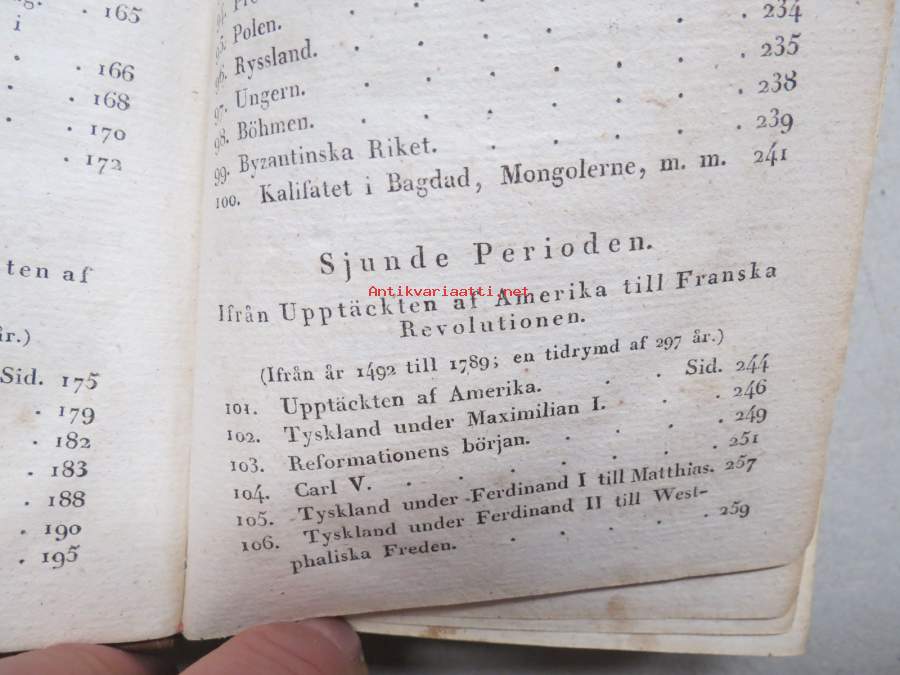 165
i
166
168
170
172
ten af
år.)
Sid. 175
179
182
183
188
190
195
95. Polen. 234
96. Ryssland. 235
97. Ungern. 238
98. Böhmen. 239
99. Byzantinska Riket. 241
100. Kalifatet i Bagdad, Mongolerne, m. m.
Sjunde Perioden.
Antikvariaatti.net
Ifrån Upptäckten af Amerika till Franska
Revolutionen.
(Ifrån år 1492 till 1789; en tidrymd af 297 år.)
101. Upptäckten af Amerika. Sid. 244
102. Tyskland under Maximilian I. 246
103. Reformationens början. 249
104. Carl V. 251
105. Tyskland under Ferdinand I till Matthias. 257
106. Tyskland under Ferdinand II till West-
phaliska Freden. 259